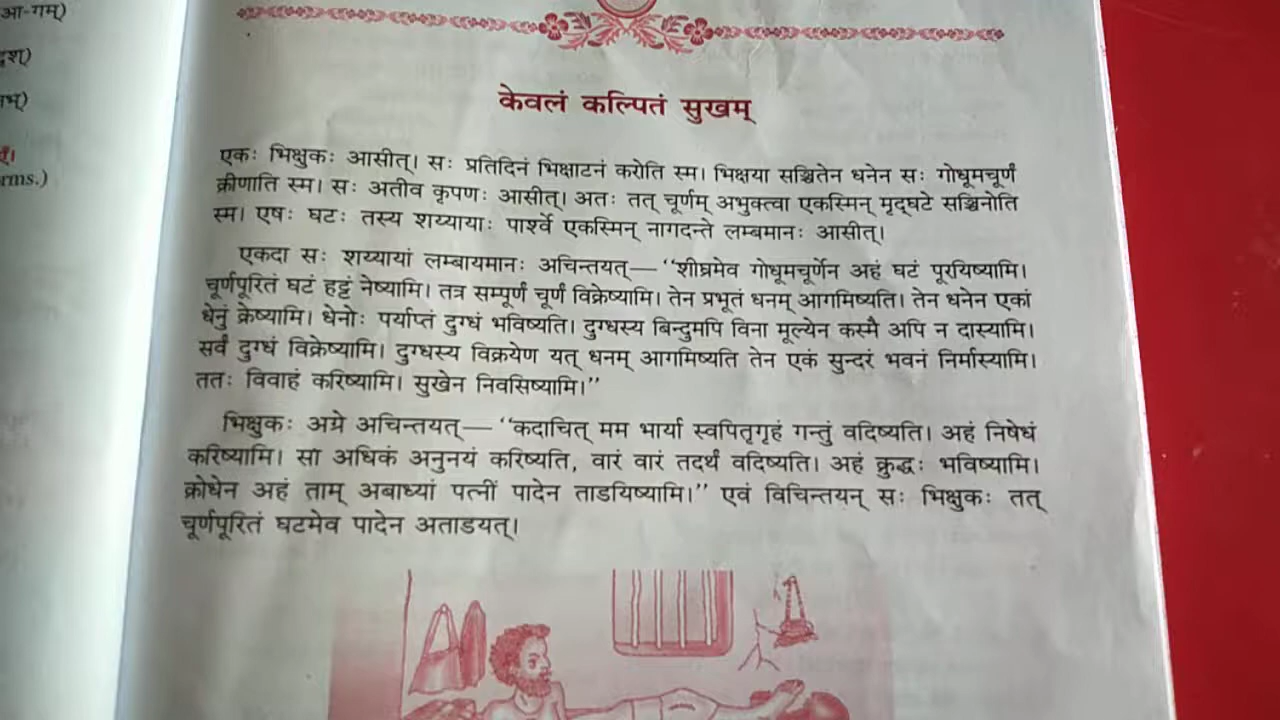 आ-गम्)
rms.)
केवलं कल्पितं सुखम्
एकः भिक्षुकः आसीत्। सः प्रतिदिनं भिक्षाटनं करोति स्म। भिक्षया सञ्चितेन धनेन सः गोधूमचूर्णं
क्रीणाति स्म। सः अतीव कृपणः आसीत्। अतः तत् चूर्णम् अभुक्त्वा एकस्मिन् मृद्घटे सञ्चिनोति
स्म। एषः घटः तस्य शय्यायाः पार्श्वे एकस्मिन् नागदन्ते लम्बमानः आसीत्।
एकदा सः शय्यायां लम्बायमानः अचिन्तयत्— “शीघ्रमेव गोधूमचूर्णेन अहं घटं पूरयिष्यामि।
चूर्णपूरितं घटं हट्टं नेष्यामि। तत्र सम्पूर्णं चूर्णं विक्रेष्यामि। तेन प्रभूतं धनम् आगमिष्यति। तेन धनेन एकां
धेनुं क्रेष्यामि। धेनोः पर्याप्तं दुग्धं भविष्यति। दुग्धस्य बिन्दुमपि विना मूल्येन कस्मै अपि न दास्यामि।
सर्वं दुग्धं विक्रेष्यामि। दुग्धस्य विक्रयेण यत् धनम् आगमिष्यति तेन एकं सुन्दरं भवनं निर्मास्यामि।
ततः विवाहं करिष्यामि। सुखेन निवसिष्यामि।”
भिक्षुकः अग्रे अचिन्तयत्— “कदाचित् मम भार्या स्वपितृगृहं गन्तुं वदिष्यति। अहं निषेधं
करिष्यामि। सा अधिकं अनुनयं करिष्यति, वारं वारं तदर्थं वदिष्यति। अहं क्रुद्धः भविष्यामि।
क्रोधेन अहं ताम् अबाध्यां पत्नीं पादेन ताडयिष्यामि।” एवं विचिन्तयन् सः भिक्षुकः तत्
चूर्णपूरितं घटमेव पादेन अताडयत्।